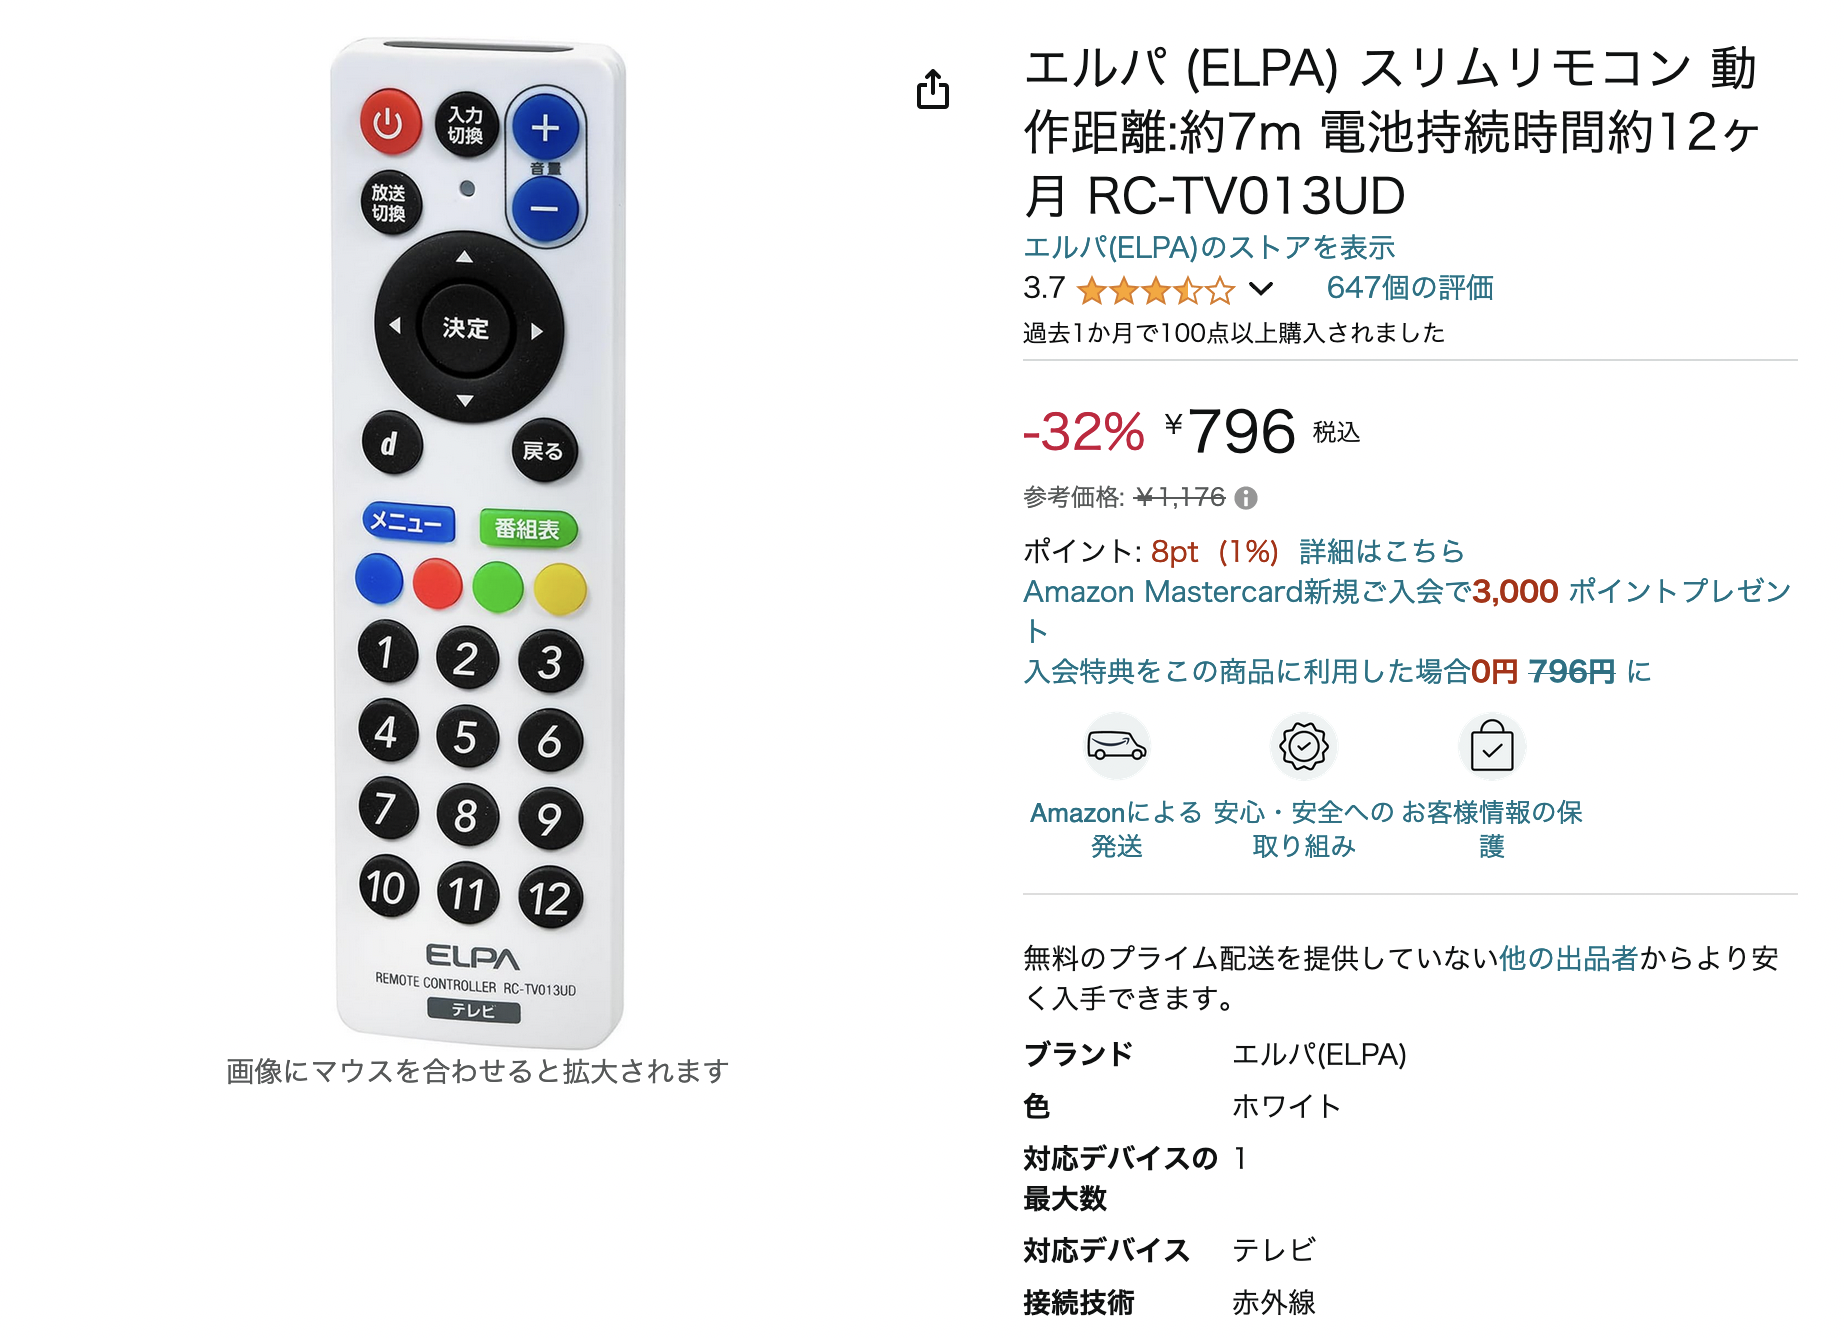 入力
切換
+
音量
放送
切換
−
決定
d
戻る
メニュー
番組表
1 2 3
4 5 6
7 8 9
10 11 12
ELPA
REMOTE CONTROLLER RC-TV013UD
テレビ
画像にマウスを合わせると拡大されます
エルパ (ELPA) スリムリモコン 動
作距離:約7m 電池持続時間約12ヶ
月 RC-TV013UD
エルパ(ELPA)のストアを表示
3.7 647個の評価
過去1か月で100点以上購入されました
-32% ¥796 税込
参考価格: ¥1,176
ポイント: 8pt (1%) 詳細はこちら
Amazon Mastercard新規ご入会で3,000 ポイントプレゼン
ト
入会特典をこの商品に利用した場合0円 796円 に
Amazonによる
発送
安心・安全への
取り組み
お客様情報の保
護
無料のプライム配送を提供していない他の出品者からより安
く入手できます。
ブランド エルパ(ELPA)
色 ホワイト
対応デバイスの 1
最大数
対応デバイス テレビ
接続技術 赤外線